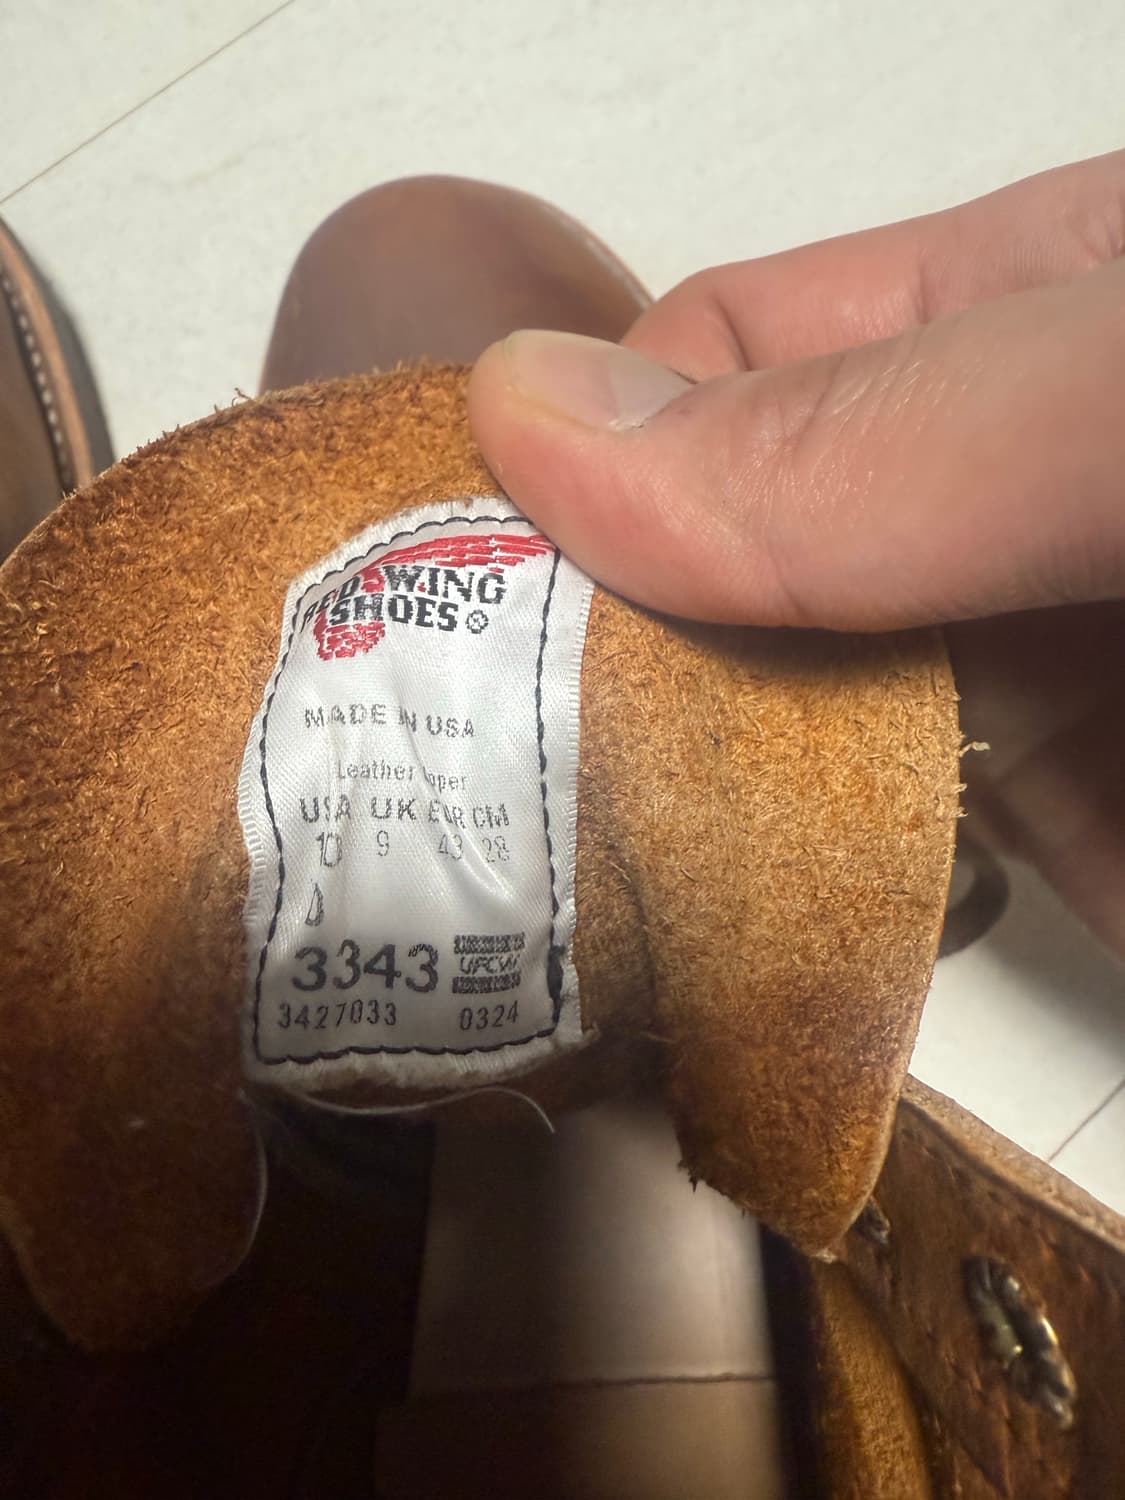 RED WING
SHOES®
MADE IN USA
Leather Upper
USA UK EUR CM
10 9 43 28
D
3343 UFCW
3427033 0324